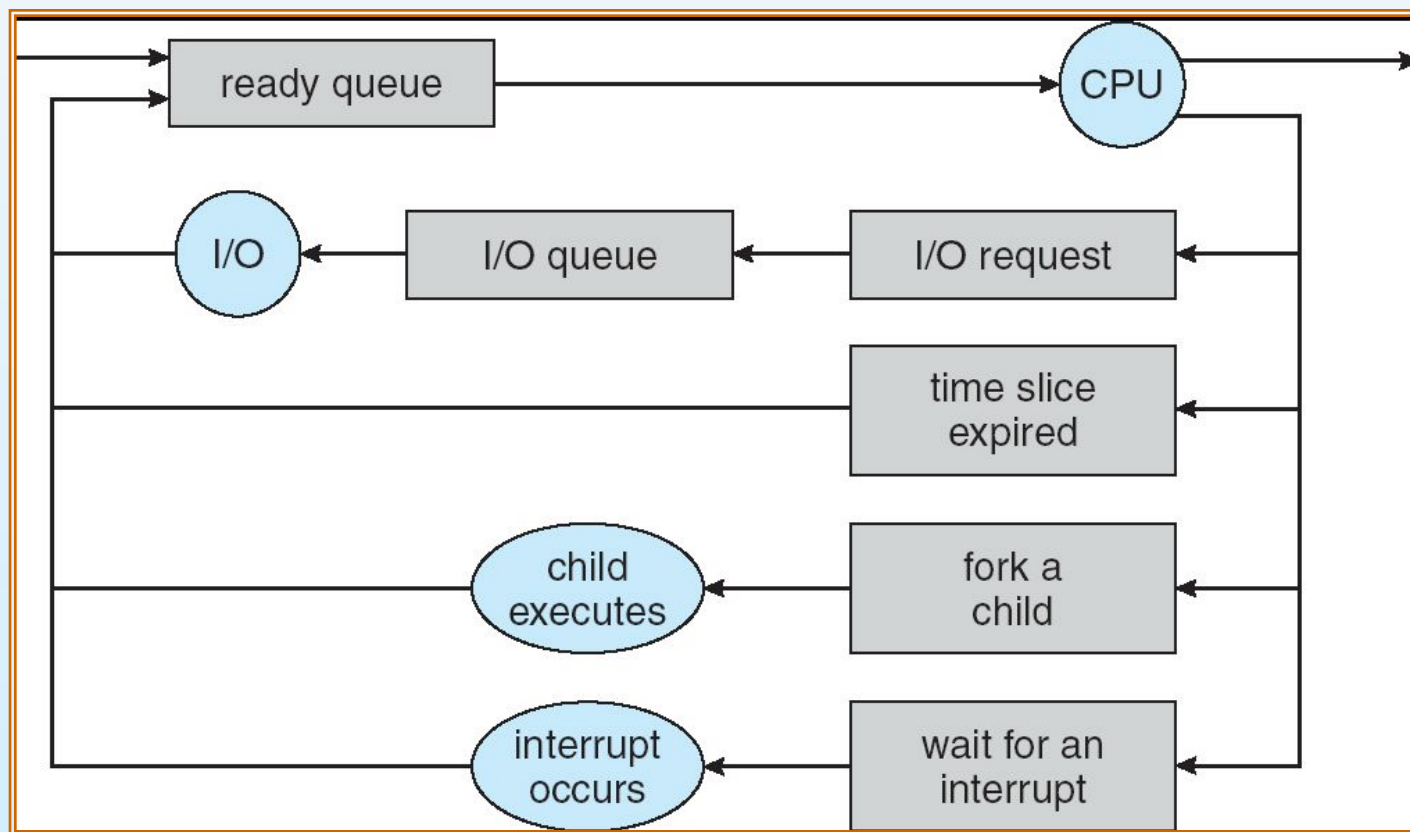 ready queue
CPU
I/O
I/O queue
I/O request
time slice
expired
child
executes
fork a
child
interrupt
occurs
wait for an
interrupt